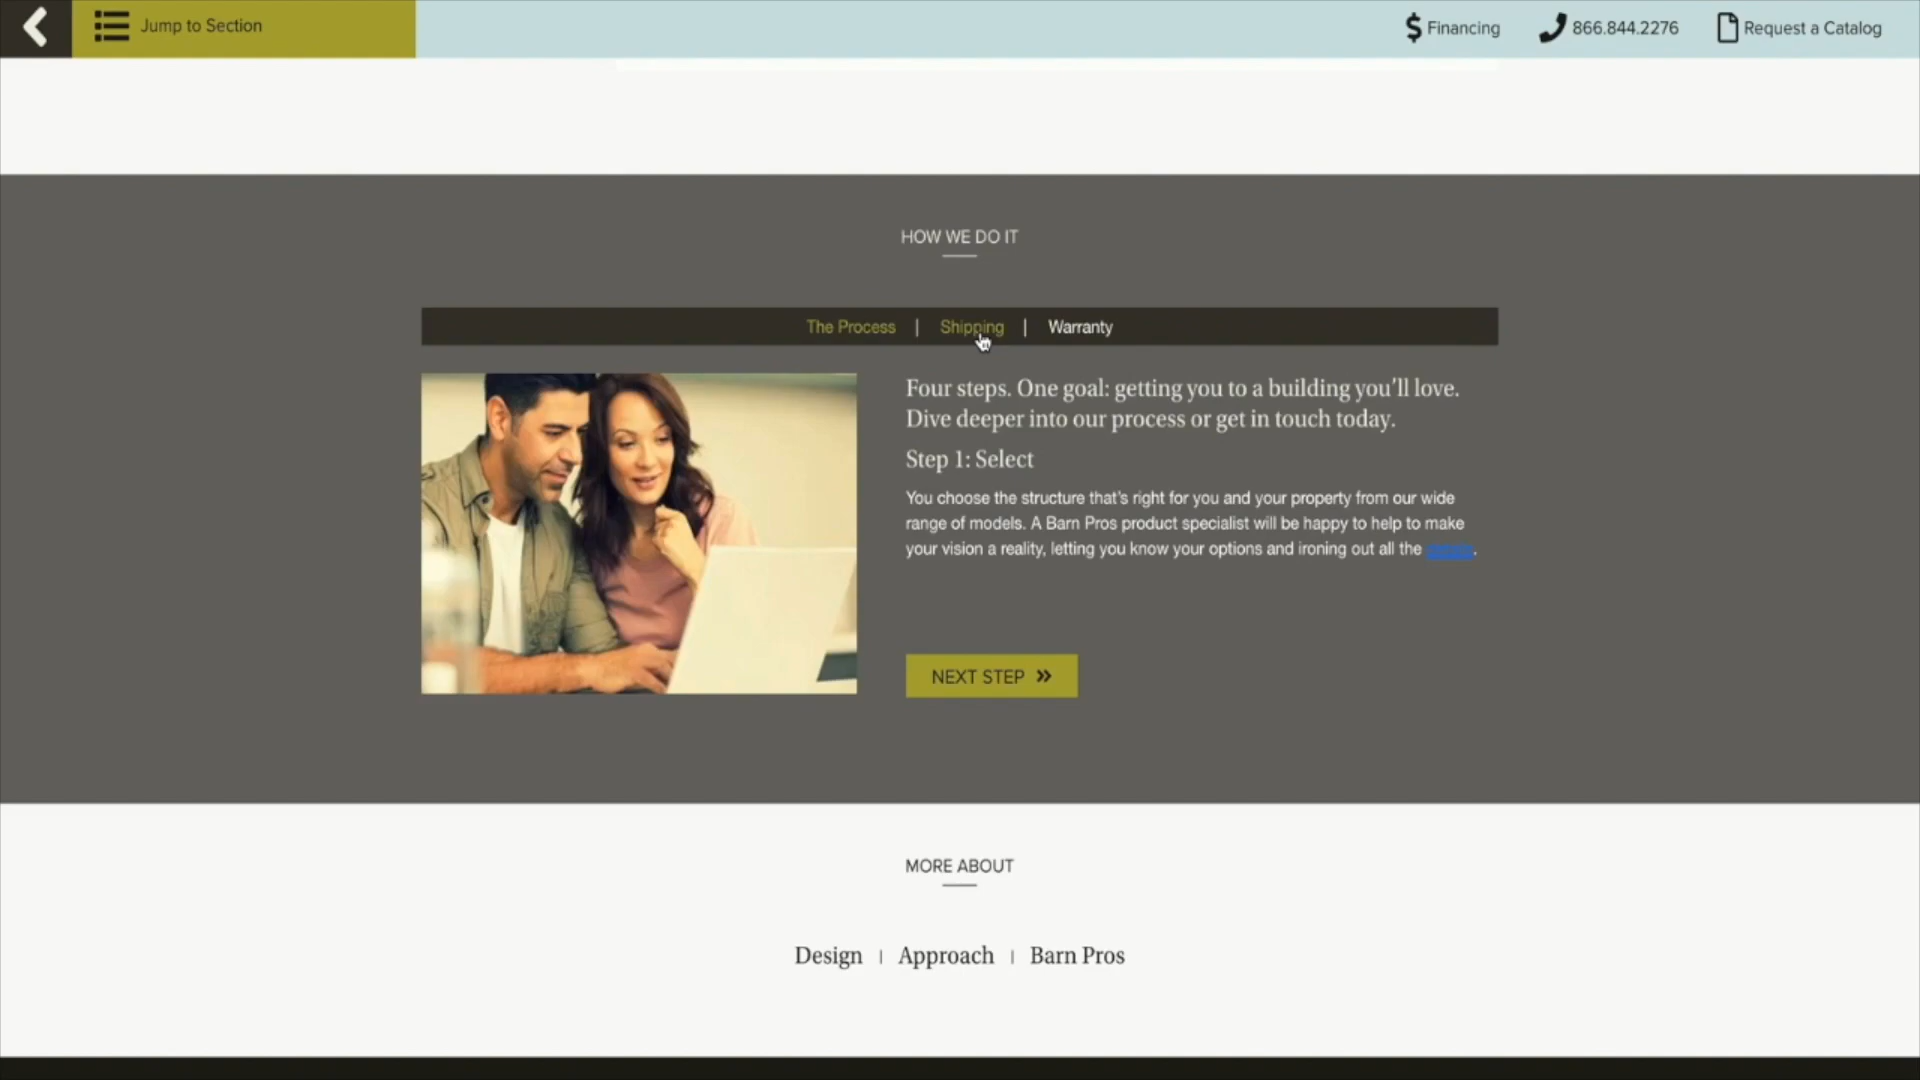 Jump to Section
Financing
866.844.2276
Request a Catalog
HOW WE DO IT
The Process | Shipping | Warranty
Four steps. One goal: getting you to a building you'll love.
Dive deeper into our process or get in touch today.
Step 1: Select
You choose the structure that's right for you and your property from our wide
range of models. A Barn Pros product specialist will be happy to help to make
your vision a reality, letting you know your options and ironing out all the .
NEXT STEP »
MORE ABOUT
Design | Approach | Barn Pros